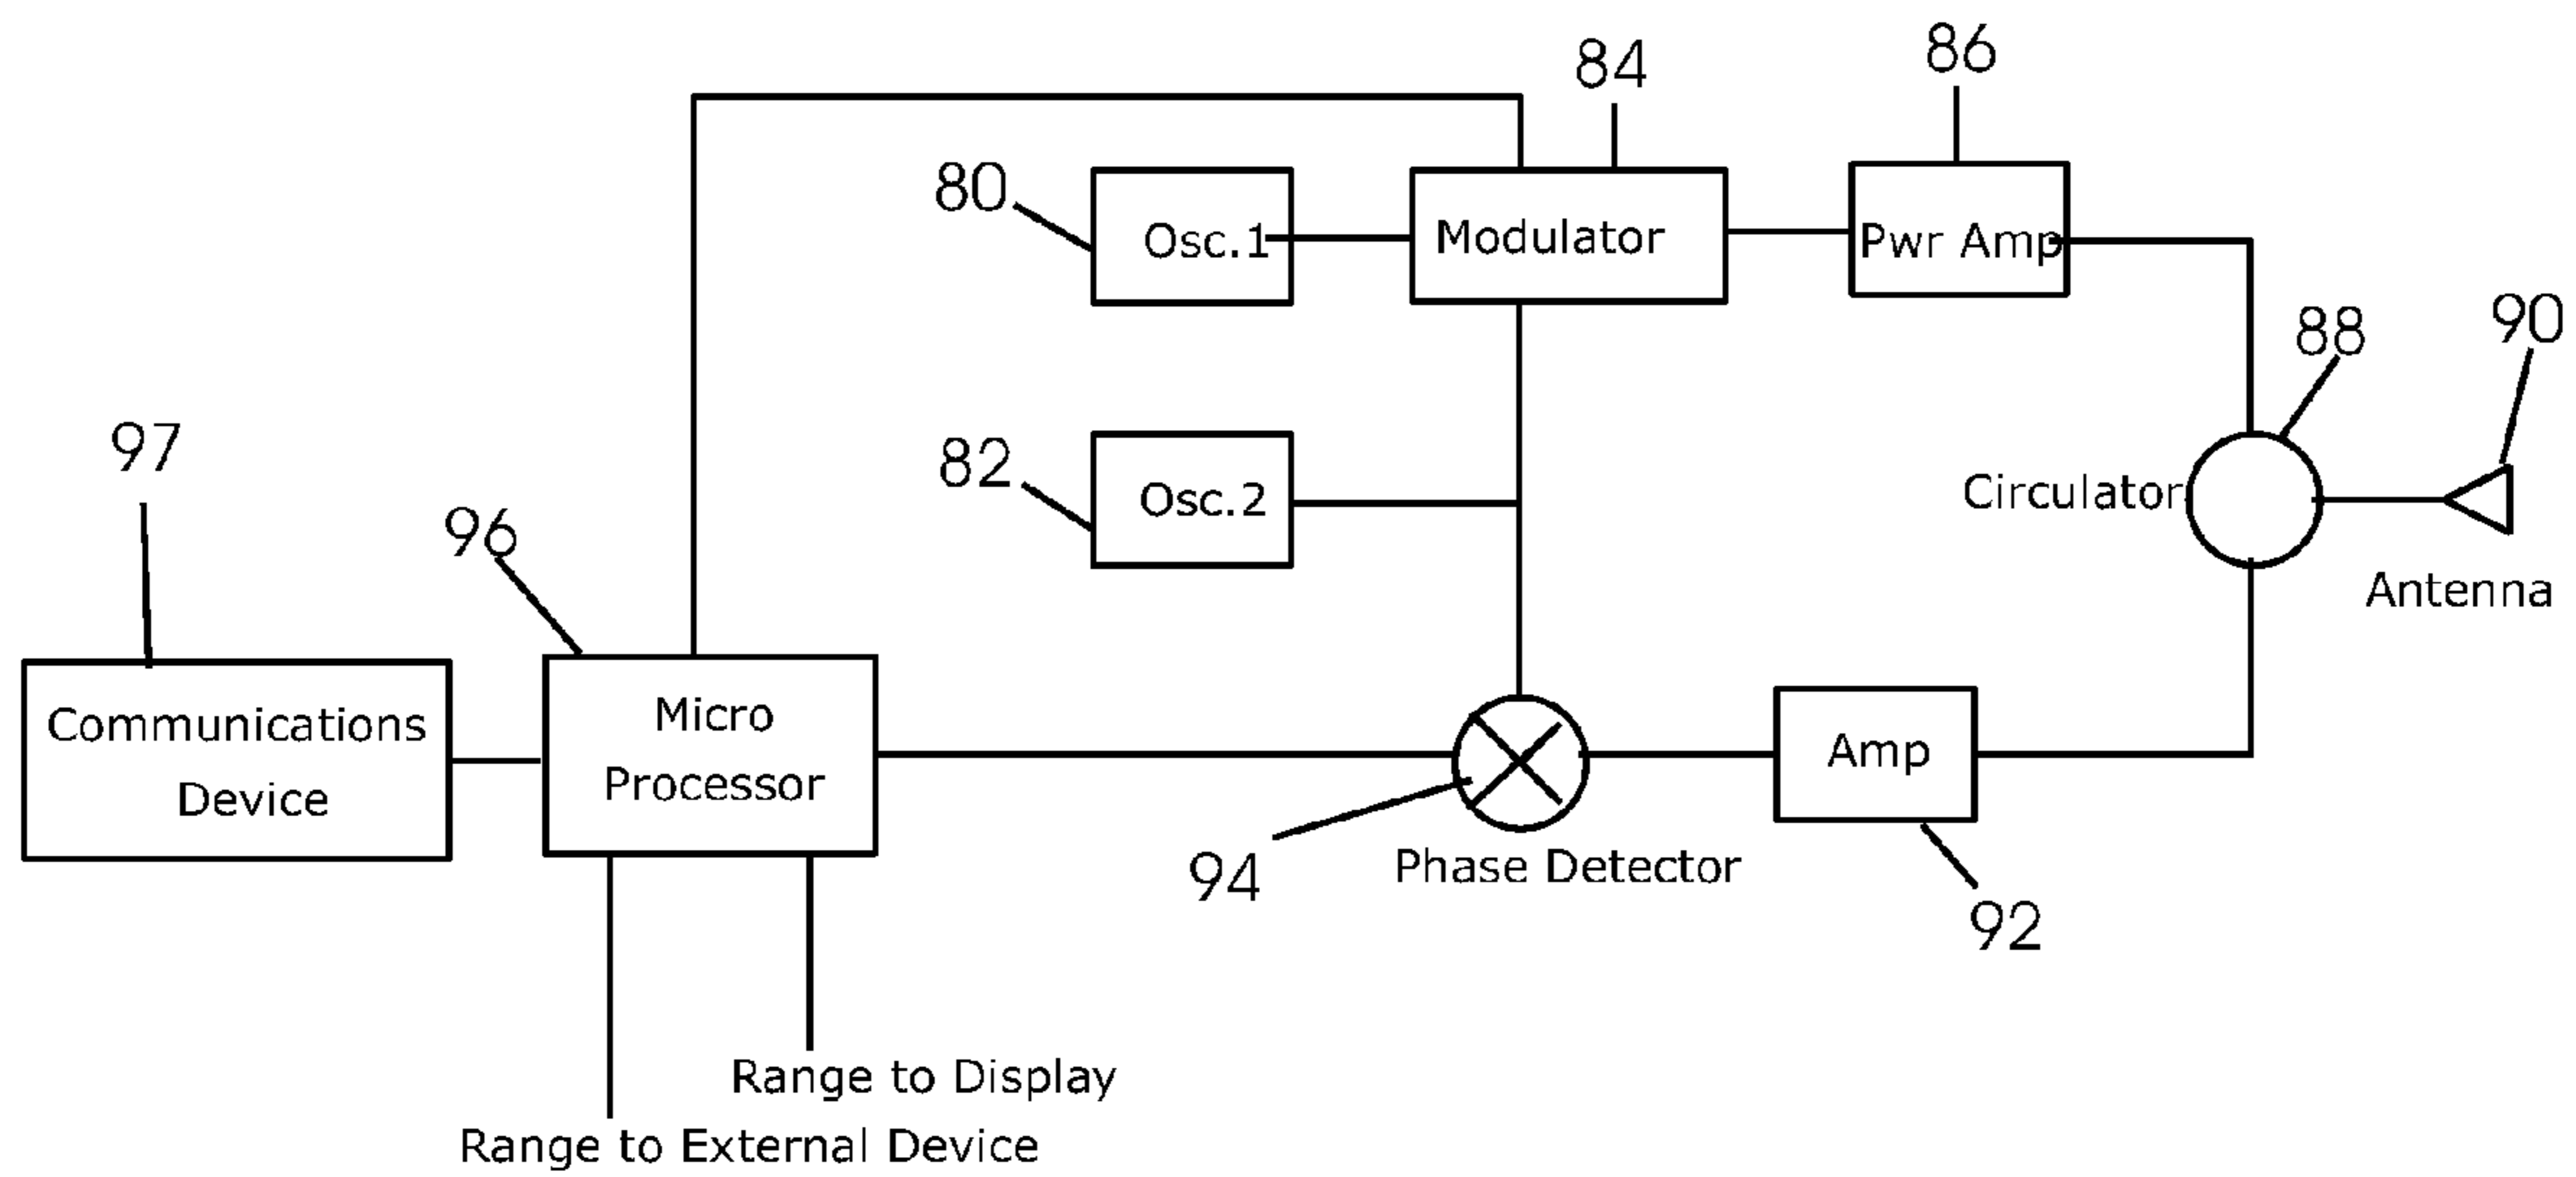 86
84
80
Osc.1
Modulator
Pwr Amp
90
88
97
82
Osc.2
Circulator
96
Antenna
Communications
Device
Micro
Processor
Amp
94
Phase Detector
92
Range to Display
Range to External Device